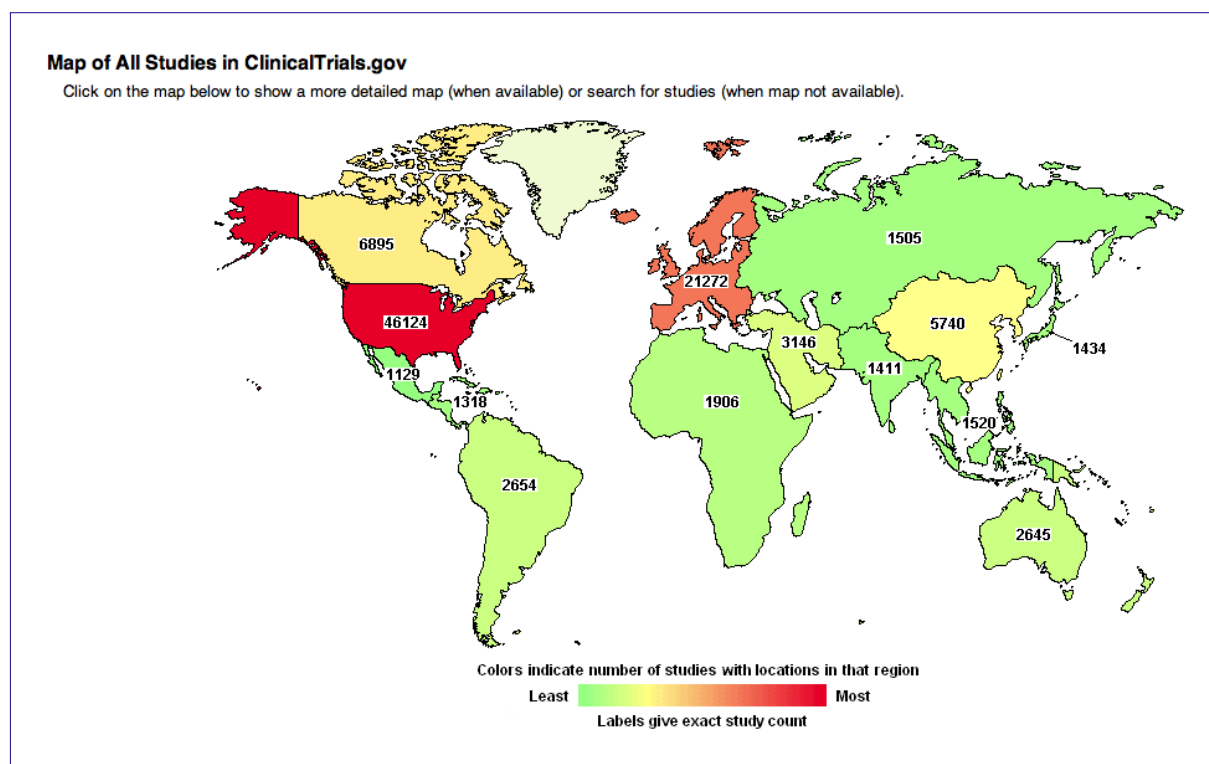 Map of All Studies in ClinicalTrials.gov
Click on the map below to show a more detailed map (when available) or search for studies (when map not available).
6895
1505
21272
46124
5740
3146
1434
1129
1411
1318
1906
1520
2654
2645
Colors indicate number of studies with locations in that region
Least Most
Labels give exact study count